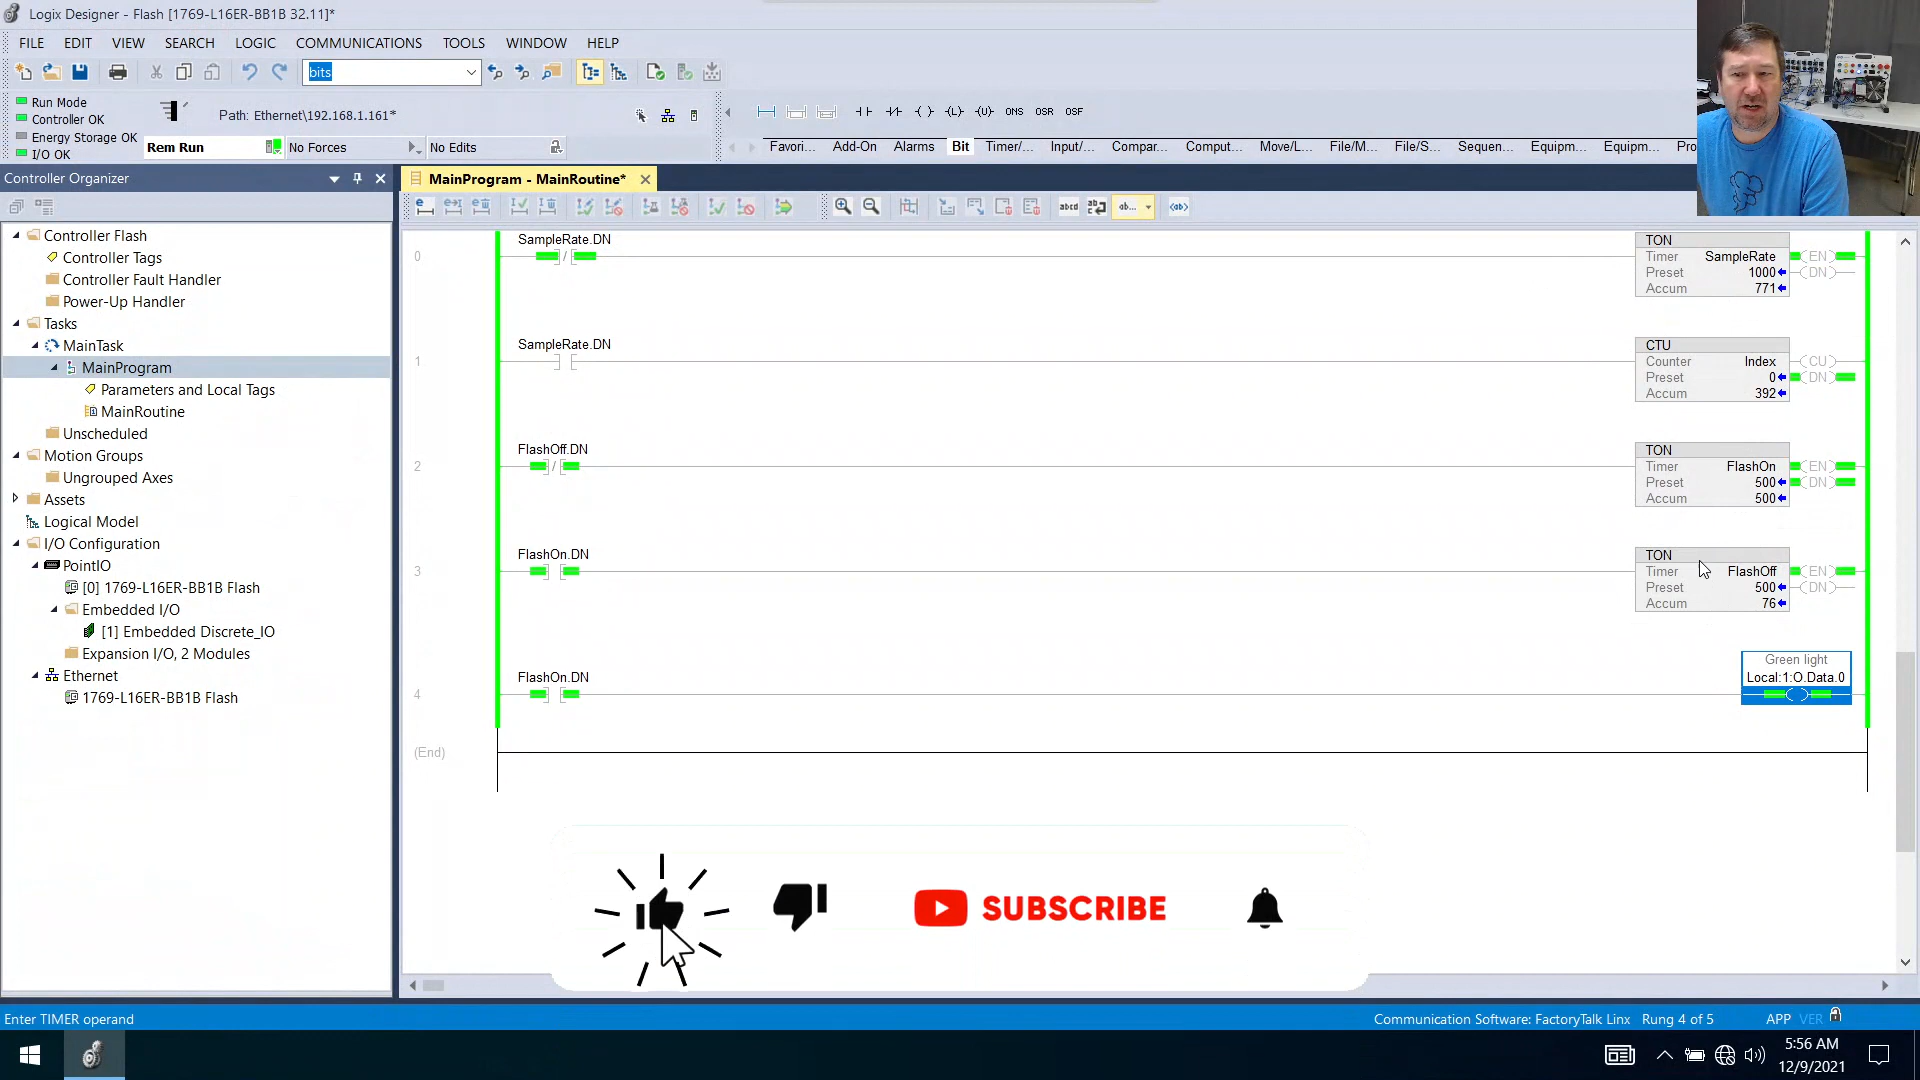 Logix Designer - Flash [1769-L16ER-BB1B 32.11]*
FILE EDIT VIEW SEARCH LOGIC COMMUNICATIONS TOOLS WINDOW HELP
bits
Run Mode
Controller OK
Energy Storage OK
I/O OK
Path: Ethernet\192.168.1.161*
Rem Run
No Forces
No Edits
ONS OSR OSF
Favori... Add-On Alarms Bit Timer/... Input/... Compar... Comput... Move/L... File/M... File/S... Sequen... Equipm... Equipm... Pro
Controller Organizer
Controller Flash
Controller Tags
Controller Fault Handler
Power-Up Handler
Tasks
MainTask
MainProgram
Parameters and Local Tags
MainRoutine
Unscheduled
Motion Groups
Ungrouped Axes
Assets
Logical Model
I/O Configuration
PointIO
[0] 1769-L16ER-BB1B Flash
Embedded I/O
[1] Embedded Discrete_IO
Expansion I/O, 2 Modules
Ethernet
1769-L16ER-BB1B Flash
MainProgram - MainRoutine*
0
SampleRate.DN
TON
Timer SampleRate
Preset 1000
Accum 771
EN
DN
1
SampleRate.DN
CTU
Counter Index
Preset 0
Accum 392
CU
DN
2
FlashOff.DN
TON
Timer FlashOn
Preset 500
Accum 500
EN
DN
3
FlashOn.DN
TON
Timer FlashOff
Preset 500
Accum 76
EN
DN
4
FlashOn.DN
Green light
Local:1:O.Data.0
(End)
SUBSCRIBE
Enter TIMER operand
Communication Software: FactoryTalk Linx Rung 4 of 5 APP VER
5:56 AM
12/9/2021